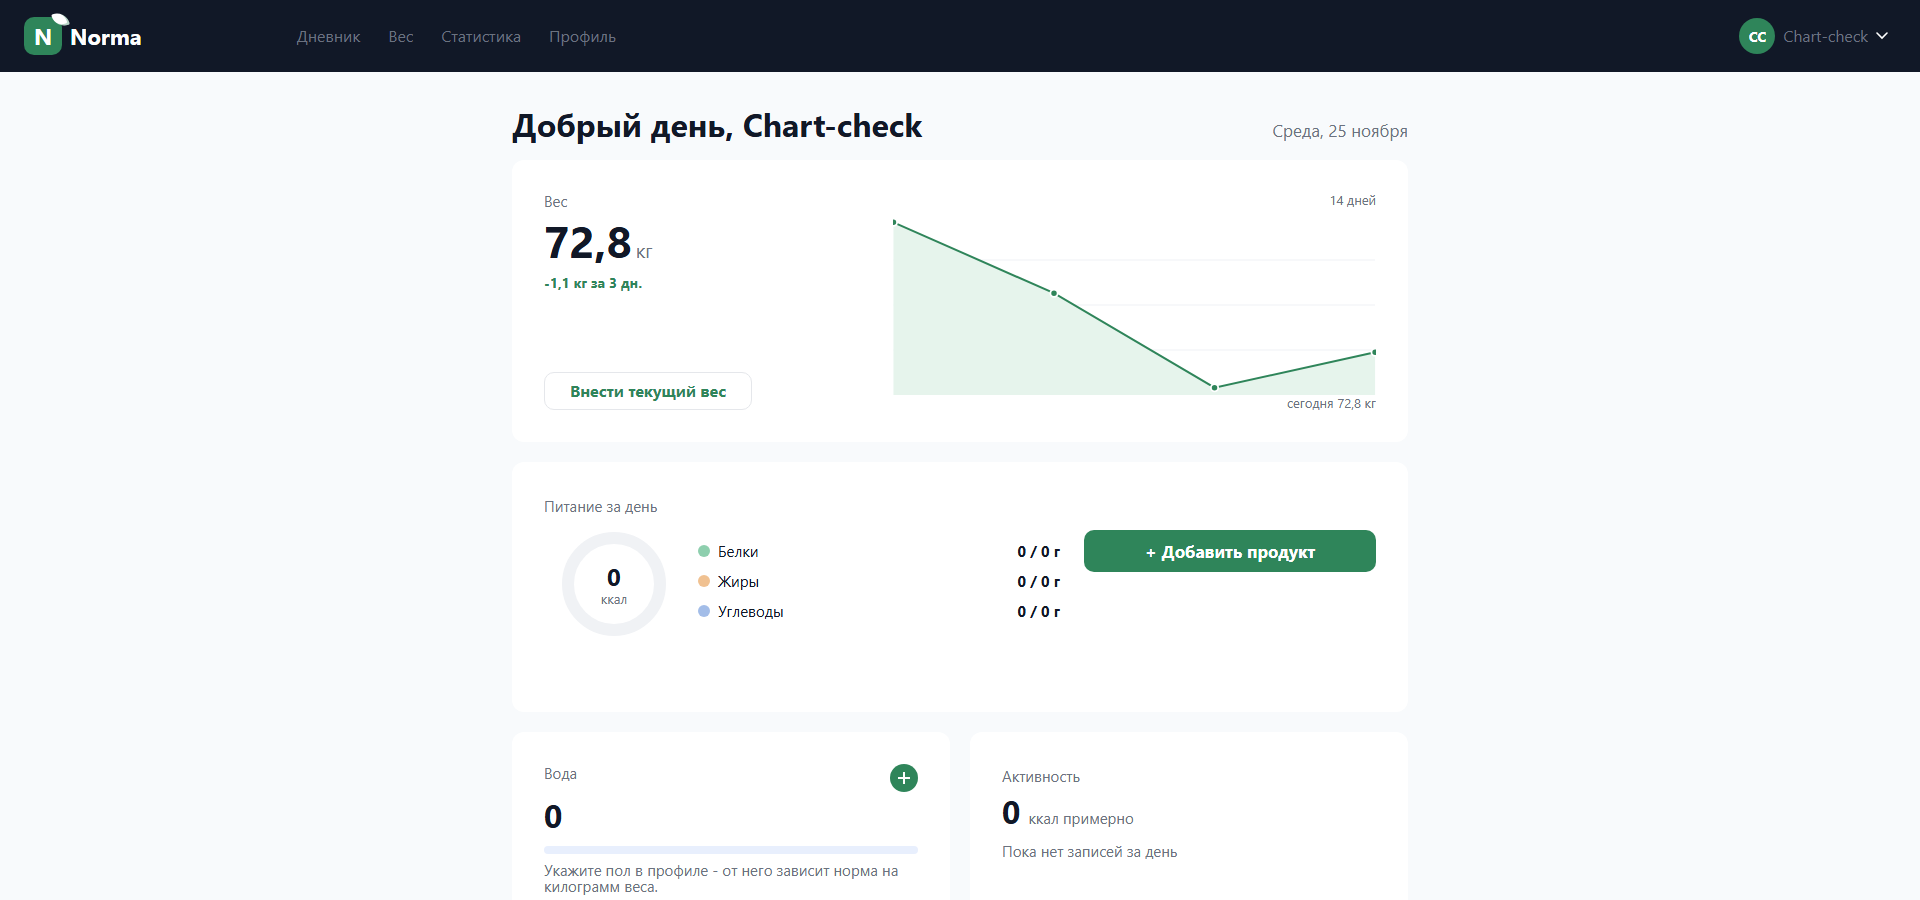 N Norma
Дневник Вес Статистика Профиль
CC Chart-check
Добрый день, Chart-check
Среда, 25 ноября
Вес
14 дней
72,8 кг
-1,1 кг за 3 дн.
Внести текущий вес
сегодня 72,8 кг
Питание за день
0
ккал
Белки 0 / 0 г
Жиры 0 / 0 г
Углеводы 0 / 0 г
+ Добавить продукт
Вода
+
0
Укажите пол в профиле - от него зависит норма на
килограмм веса.
Активность
0 ккал примерно
Пока нет записей за день